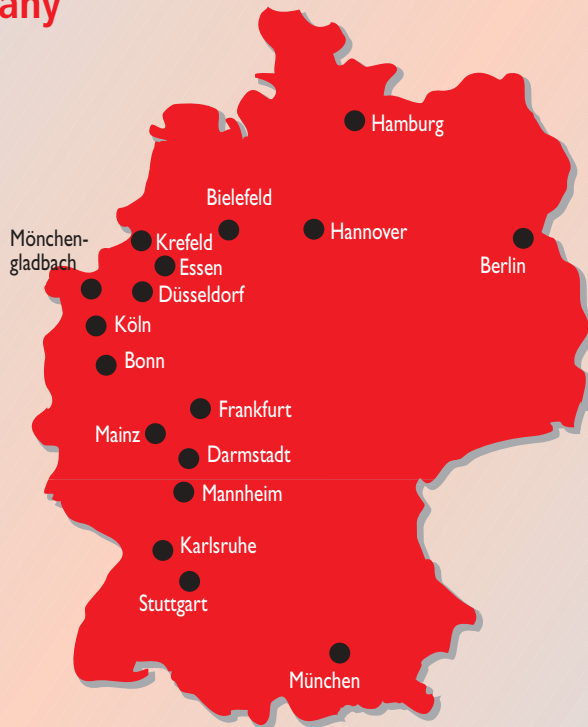 any
Hamburg
Bielefeld
Hannover
Mönchen-
gladbach
Krefeld
Berlin
Essen
Düsseldorf
Köln
Bonn
Frankfurt
Mainz
Darmstadt
Mannheim
Karlsruhe
Stuttgart
München